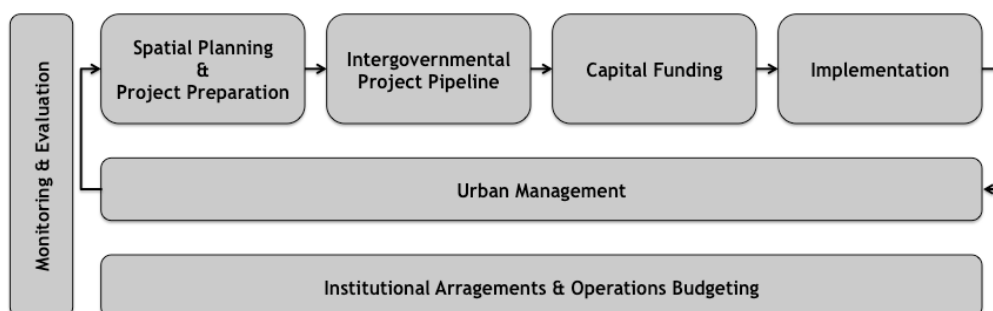 Monitoring & Evaluation
Spatial Planning
&
Project Preparation
Intergovernmental
Project Pipeline
Capital Funding
Implementation
Urban Management
Institutional Arragements & Operations Budgeting